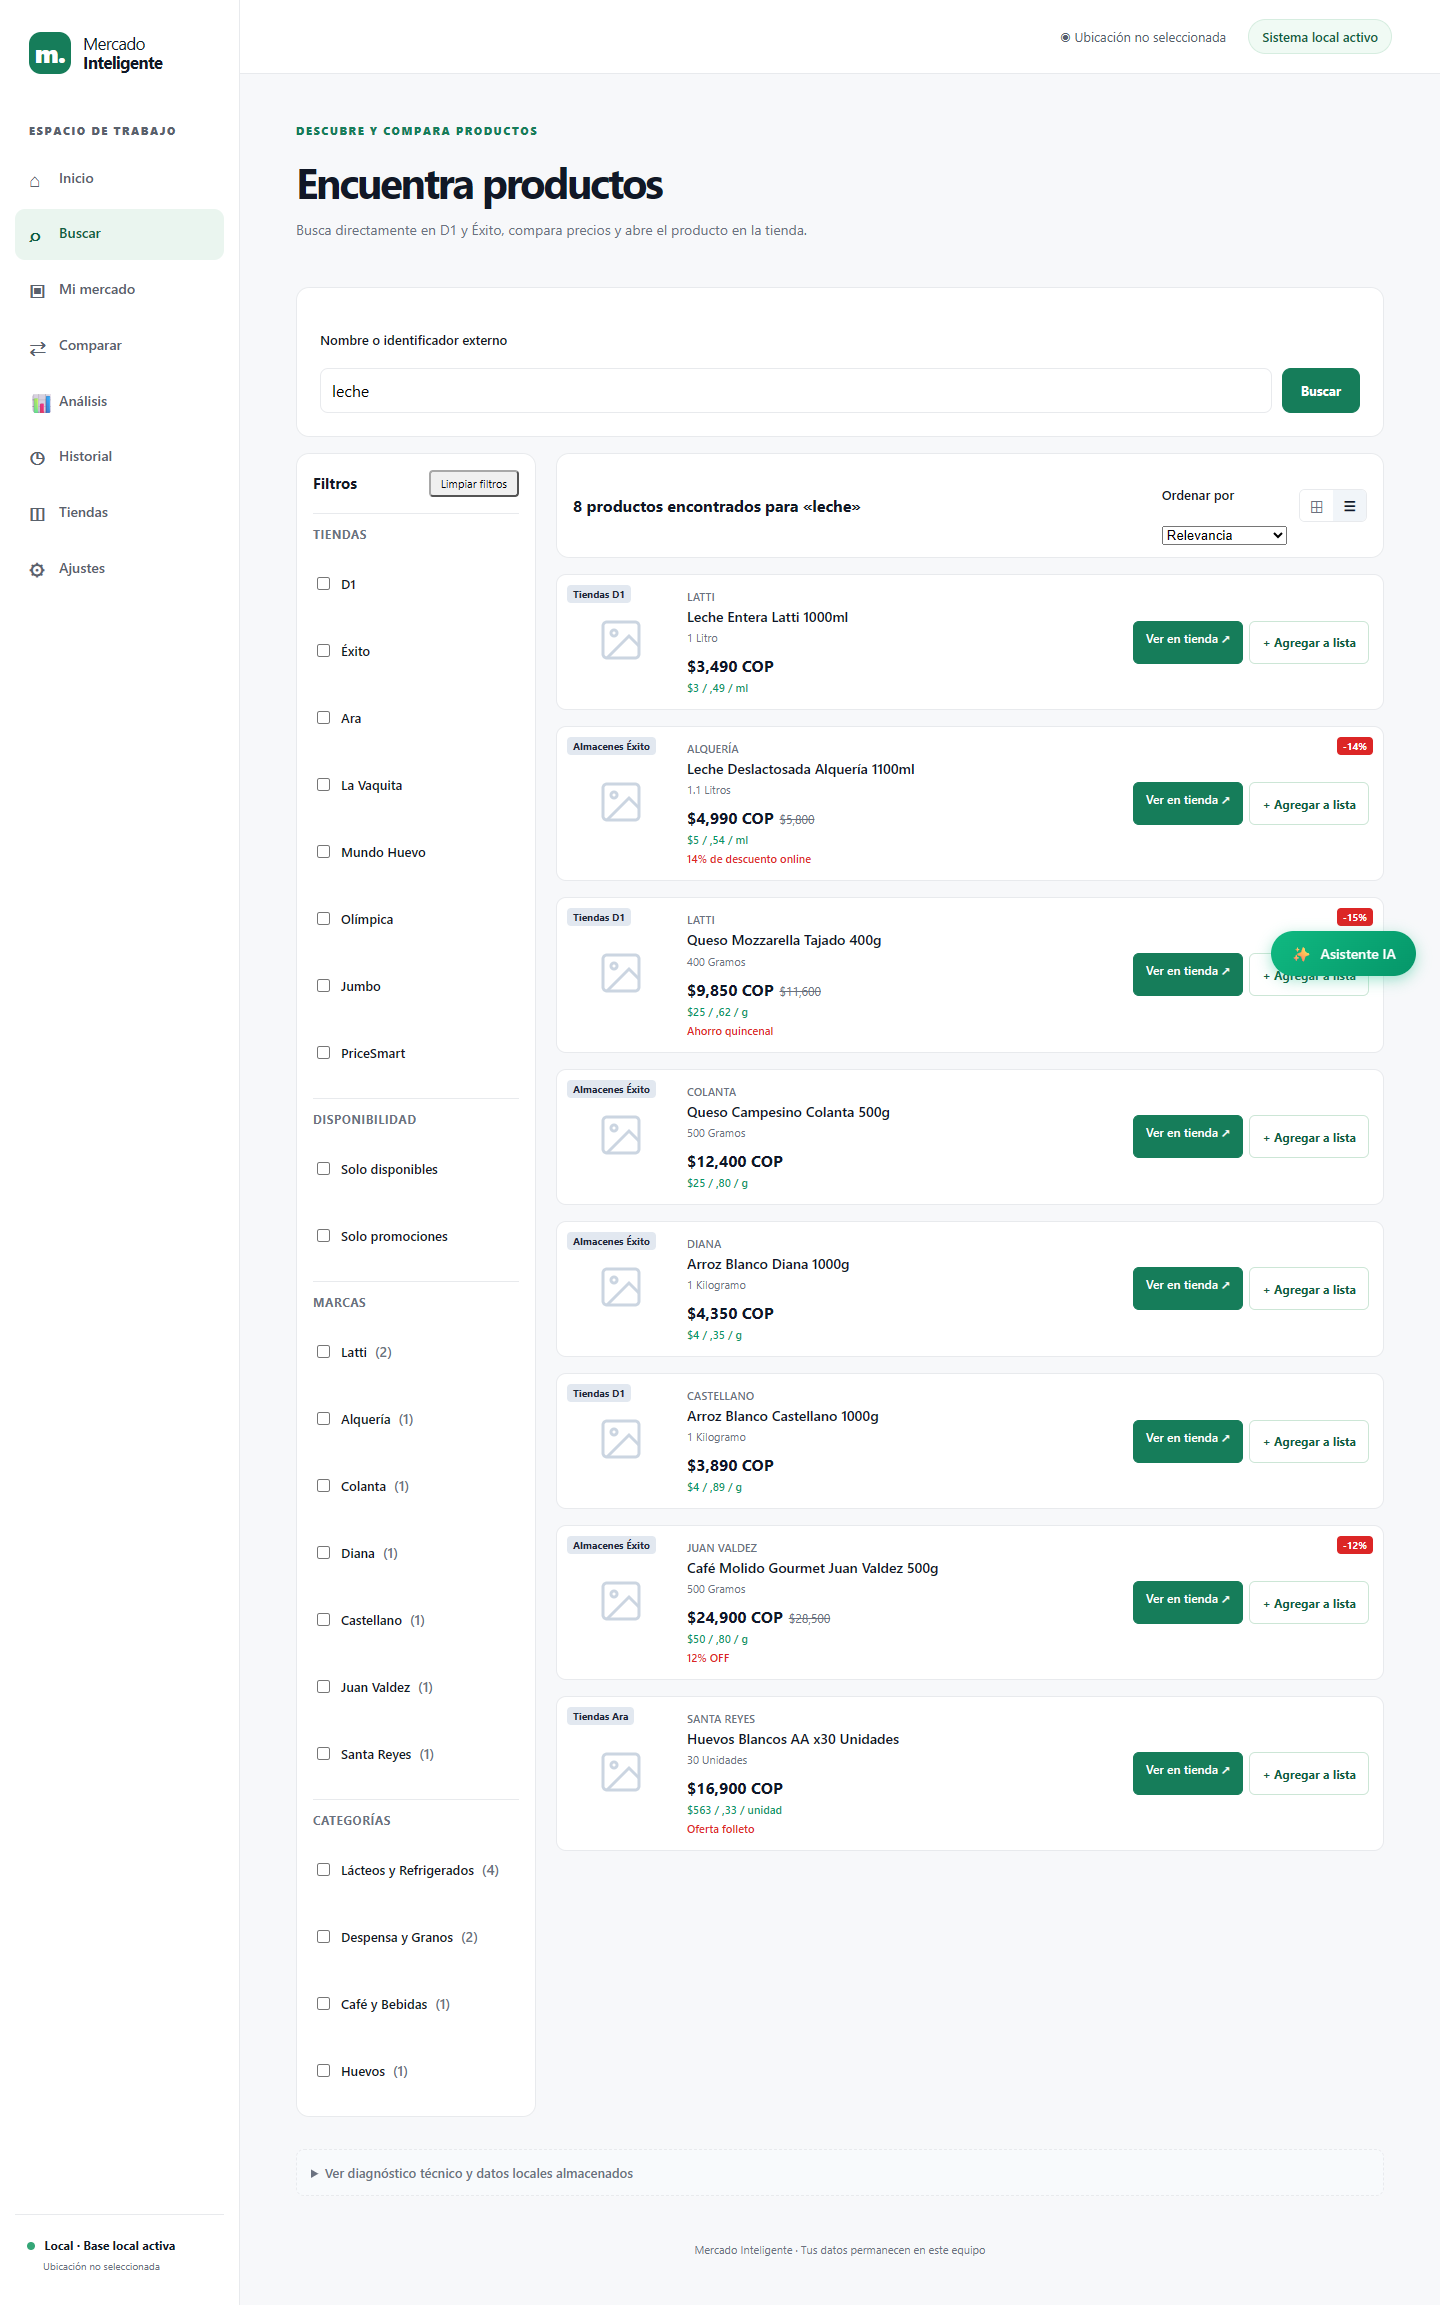 m.
Mercado
Inteligente
ESPACIO DE TRABAJO
Inicio
Buscar
Mi mercado
Comparar
Análisis
Historial
Tiendas
Ajustes
Local · Base local activa
Ubicación no seleccionada
Ubicación no seleccionada
Sistema local activo
DESCUBRE Y COMPARA PRODUCTOS
Encuentra productos
Busca directamente en D1 y Éxito, compara precios y abre el producto en la tienda.
Nombre o identificador externo
leche
Buscar
Filtros
Limpiar filtros
TIENDAS
D1
Éxito
Ara
La Vaquita
Mundo Huevo
Olímpica
Jumbo
PriceSmart
DISPONIBILIDAD
Solo disponibles
Solo promociones
MARCAS
Latti (2)
Alquería (1)
Colanta (1)
Diana (1)
Castellano (1)
Juan Valdez (1)
Santa Reyes (1)
CATEGORÍAS
Lácteos y Refrigerados (4)
Despensa y Granos (2)
Café y Bebidas (1)
Huevos (1)
8 productos encontrados para «leche»
Ordenar por
Relevancia
Tiendas D1
LATTI
Leche Entera Latti 1000ml
1 Litro
$3,490 COP
$3 / ,49 / ml
Ver en tienda ↗
+ Agregar a lista
Almacenes Éxito
ALQUERÍA
-14%
Leche Deslactosada Alquería 1100ml
1.1 Litros
$4,990 COP $5,800
$5 / ,54 / ml
14% de descuento online
Ver en tienda ↗
+ Agregar a lista
Tiendas D1
LATTI
-15%
Queso Mozzarella Tajado 400g
400 Gramos
$9,850 COP $11,600
$25 / ,62 / g
Ahorro quincenal
Ver en tienda ↗
+ Agregar a lista
Asistente IA
Almacenes Éxito
COLANTA
Queso Campesino Colanta 500g
500 Gramos
$12,400 COP
$25 / ,80 / g
Ver en tienda ↗
+ Agregar a lista
Almacenes Éxito
DIANA
Arroz Blanco Diana 1000g
1 Kilogramo
$4,350 COP
$4 / ,35 / g
Ver en tienda ↗
+ Agregar a lista
Tiendas D1
CASTELLANO
Arroz Blanco Castellano 1000g
1 Kilogramo
$3,890 COP
$4 / ,89 / g
Ver en tienda ↗
+ Agregar a lista
Almacenes Éxito
JUAN VALDEZ
-12%
Café Molido Gourmet Juan Valdez 500g
500 Gramos
$24,900 COP $28,500
$50 / ,80 / g
12% OFF
Ver en tienda ↗
+ Agregar a lista
Tiendas Ara
SANTA REYES
Huevos Blancos AA x30 Unidades
30 Unidades
$16,900 COP
$563 / ,33 / unidad
Oferta folleto
Ver en tienda ↗
+ Agregar a lista
Ver diagnóstico técnico y datos locales almacenados
Mercado Inteligente · Tus datos permanecen en este equipo